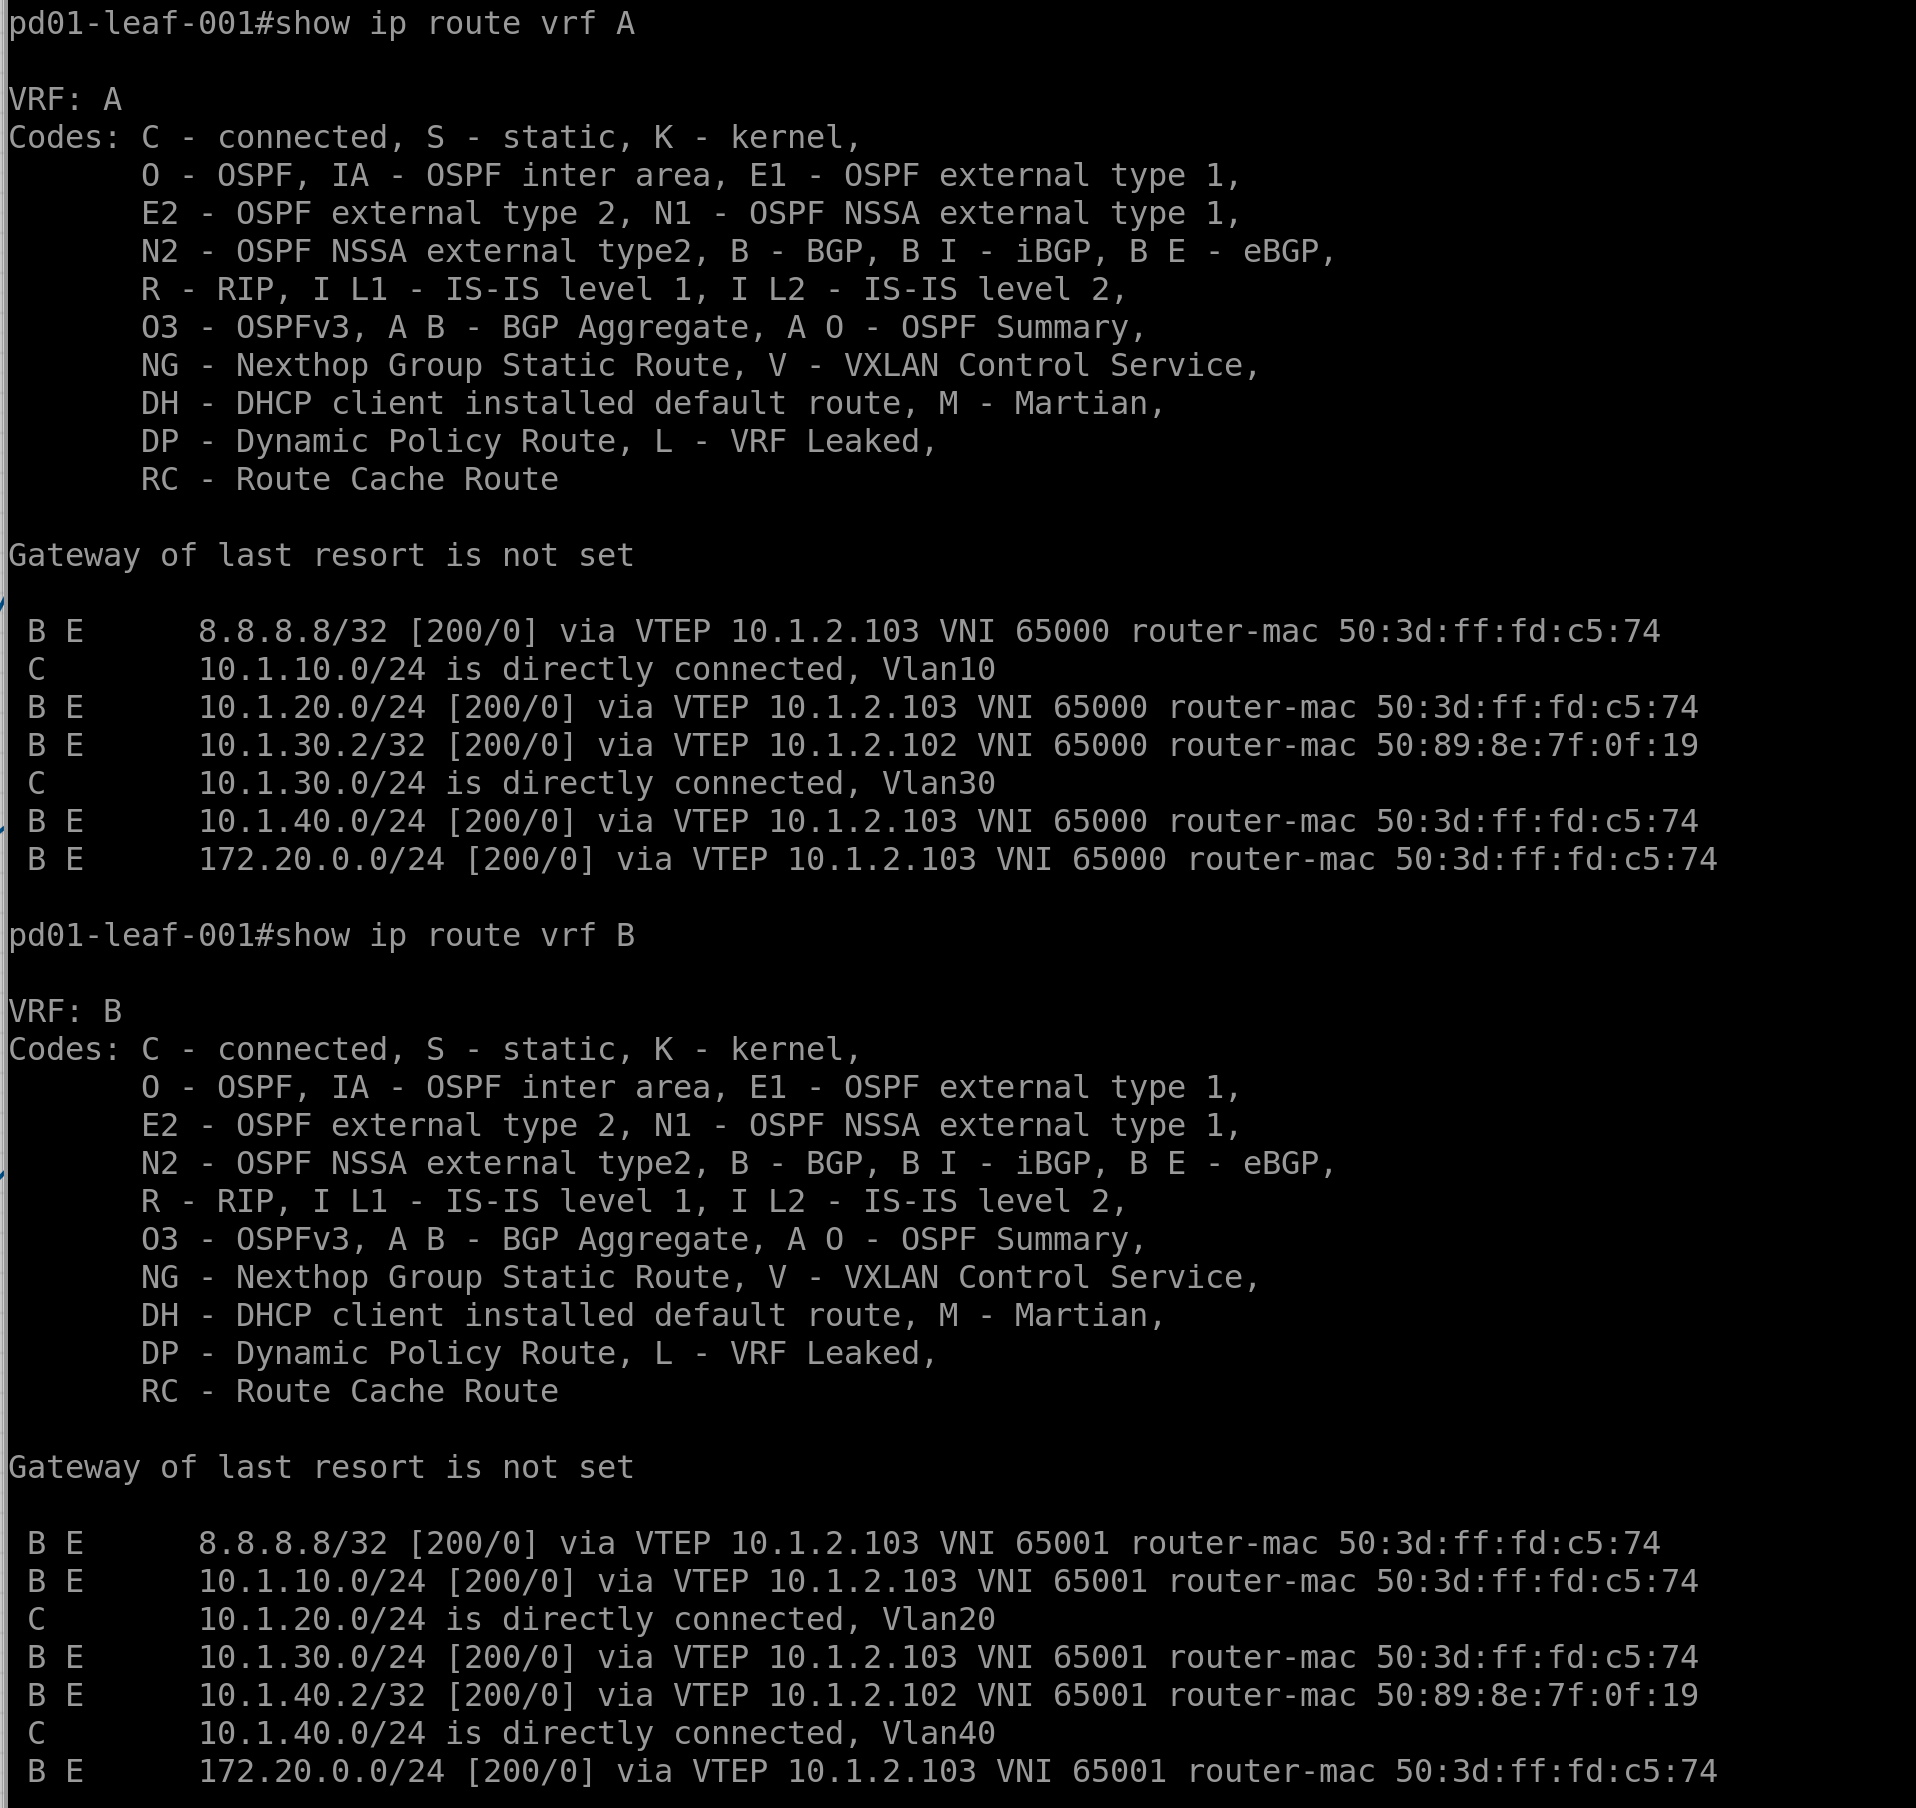 pd01-leaf-001#show ip route vrf A
VRF: A
Codes: C - connected, S - static, K - kernel,
O - OSPF, IA - OSPF inter area, E1 - OSPF external type 1,
E2 - OSPF external type 2, N1 - OSPF NSSA external type 1,
N2 - OSPF NSSA external type2, B - BGP, B I - iBGP, B E - eBGP,
R - RIP, I L1 - IS-IS level 1, I L2 - IS-IS level 2,
O3 - OSPFv3, A B - BGP Aggregate, A O - OSPF Summary,
NG - Nexthop Group Static Route, V - VXLAN Control Service,
DH - DHCP client installed default route, M - Martian,
DP - Dynamic Policy Route, L - VRF Leaked,
RC - Route Cache Route
Gateway of last resort is not set
B E 8.8.8.8/32 [200/0] via VTEP 10.1.2.103 VNI 65000 router-mac 50:3d:ff:fd:c5:74
C 10.1.10.0/24 is directly connected, Vlan10
B E 10.1.20.0/24 [200/0] via VTEP 10.1.2.103 VNI 65000 router-mac 50:3d:ff:fd:c5:74
B E 10.1.30.2/32 [200/0] via VTEP 10.1.2.102 VNI 65000 router-mac 50:89:8e:7f:0f:19
C 10.1.30.0/24 is directly connected, Vlan30
B E 10.1.40.0/24 [200/0] via VTEP 10.1.2.103 VNI 65000 router-mac 50:3d:ff:fd:c5:74
B E 172.20.0.0/24 [200/0] via VTEP 10.1.2.103 VNI 65000 router-mac 50:3d:ff:fd:c5:74
pd01-leaf-001#show ip route vrf B
VRF: B
Codes: C - connected, S - static, K - kernel,
O - OSPF, IA - OSPF inter area, E1 - OSPF external type 1,
E2 - OSPF external type 2, N1 - OSPF NSSA external type 1,
N2 - OSPF NSSA external type2, B - BGP, B I - iBGP, B E - eBGP,
R - RIP, I L1 - IS-IS level 1, I L2 - IS-IS level 2,
O3 - OSPFv3, A B - BGP Aggregate, A O - OSPF Summary,
NG - Nexthop Group Static Route, V - VXLAN Control Service,
DH - DHCP client installed default route, M - Martian,
DP - Dynamic Policy Route, L - VRF Leaked,
RC - Route Cache Route
Gateway of last resort is not set
B E 8.8.8.8/32 [200/0] via VTEP 10.1.2.103 VNI 65001 router-mac 50:3d:ff:fd:c5:74
B E 10.1.10.0/24 [200/0] via VTEP 10.1.2.103 VNI 65001 router-mac 50:3d:ff:fd:c5:74
C 10.1.20.0/24 is directly connected, Vlan20
B E 10.1.30.0/24 [200/0] via VTEP 10.1.2.103 VNI 65001 router-mac 50:3d:ff:fd:c5:74
B E 10.1.40.2/32 [200/0] via VTEP 10.1.2.102 VNI 65001 router-mac 50:89:8e:7f:0f:19
C 10.1.40.0/24 is directly connected, Vlan40
B E 172.20.0.0/24 [200/0] via VTEP 10.1.2.103 VNI 65001 router-mac 50:3d:ff:fd:c5:74